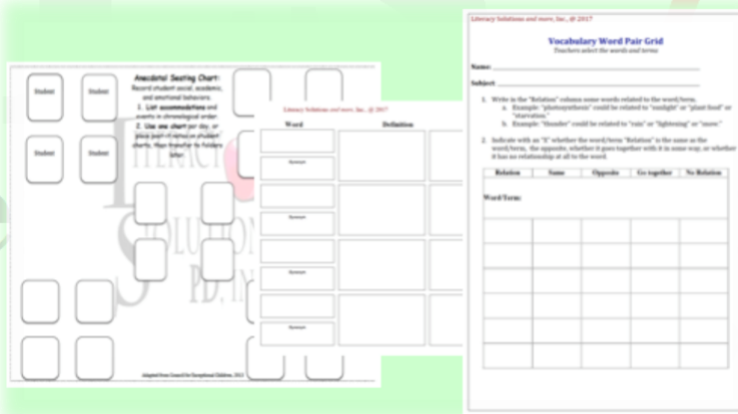 Student
Student
Student
Student
Anecdotal Seating Chart:
Record student social, academic,
and emotional behaviors.
1. List accommodations and
events in chronological order.
2. Use one chart per day, or
place post-it notes on student
charts, then transfer to folders
later.
LITERACY
SOLUTIONS
PD, IN
Adapted from Council for Exceptional Children, 2012
Literacy Solutions and more, Inc., @ 2017
Word
Definition
Synonym
Synonym
Synonym
Synonym
Literacy Solutions and more, Inc., @ 2017
Vocabulary Word Pair Grid
Teachers select the words and terms
Name:
Subject:
1. Write in the "Relation" column some words related to the word/term.
a. Example: "photosynthesis" could be related to "sunlight" or "plant food" or
"starvation."
b. Example: "thunder" could be related to "rain" or "lightening" or "more."
2. Indicate with an "X" whether the word/term "Relation" is the same as the
word/term, the opposite, whether it goes together with it in some way, or whether
it has no relationship at all to the word.
Relation
Same
Opposite
Go together
No Relation
Word/Term: